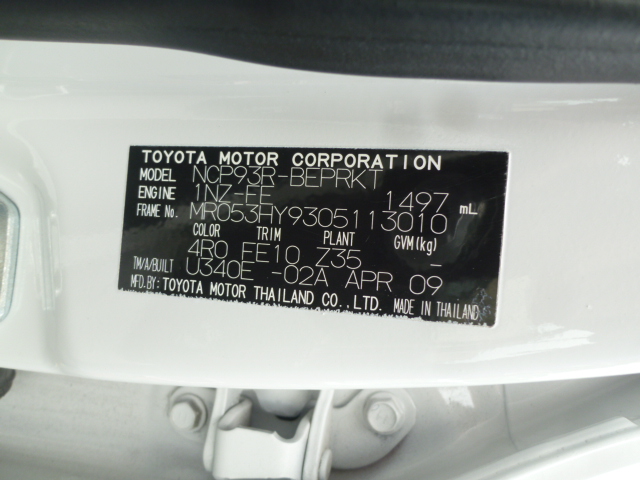 TOYOTA MOTOR CORPORATION
MODEL NCP93R-BEPRKT
ENGINE 1NZ-FE 1497 mL
FRAME No. MR053HY9305113010
COLOR TRIM PLANT GVM(kg)
4R0 FE10 Z35 –
TM/A/BUILT U340E -02A APR 09
MFD.BY: TOYOTA MOTOR THAILAND CO.,LTD. MADE IN THAILAND